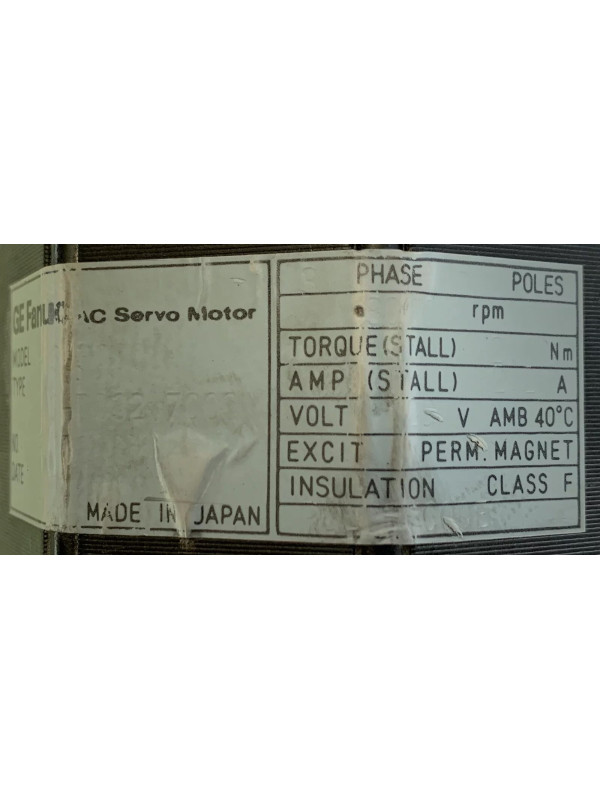 GE Fanuc AC Servo Motor
MODEL
TYPE
NO.
DATE
MADE IN JAPAN
PHASE POLES
rpm
TORQUE (STALL) Nm
AMP. (STALL) A
VOLT V AMB 40°C
EXCIT PERM. MAGNET
INSULATION CLASS F